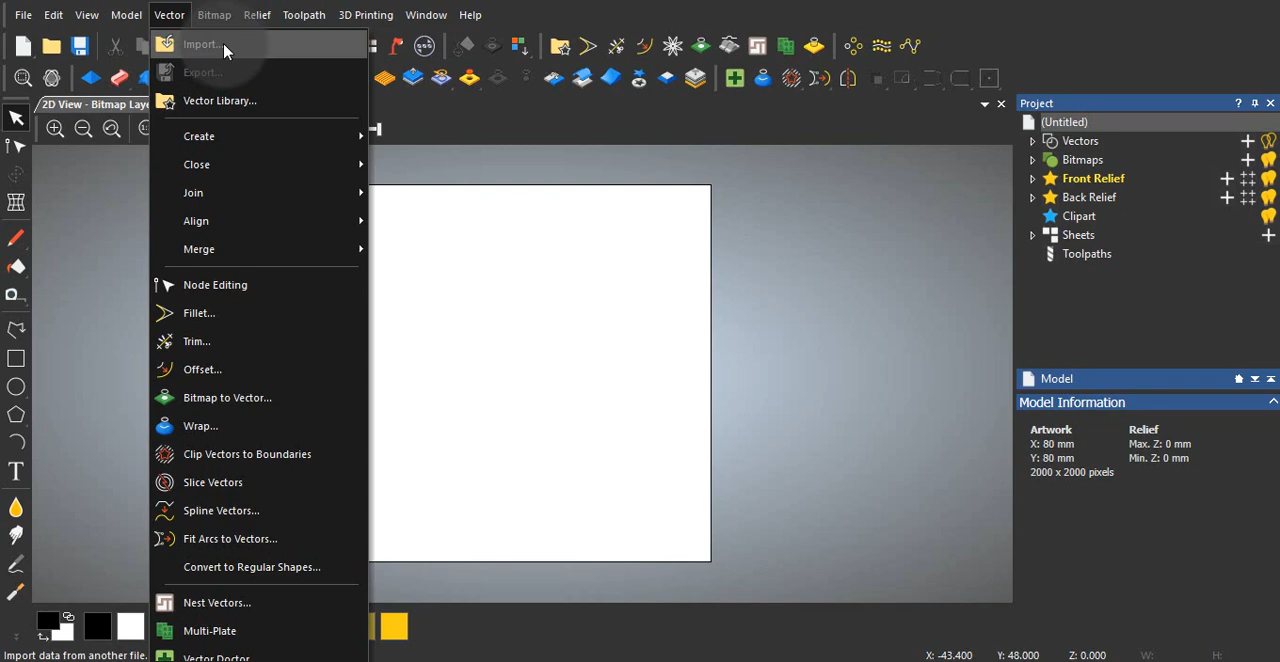 File Edit View Model Vector Bitmap Relief Toolpath 3D Printing Window Help
Import...
Export...
Vector Library...
Create
Close
Join
Align
Merge
Node Editing
Fillet...
Trim...
Offset...
Bitmap to Vector...
Wrap...
Clip Vectors to Boundaries
Slice Vectors
Spline Vectors...
Fit Arcs to Vectors...
Convert to Regular Shapes...
Nest Vectors...
Multi-Plate
Vector Doctor
2D View - Bitmap Laye
Project
(Untitled)
Vectors
Bitmaps
Front Relief
Back Relief
Clipart
Sheets
Toolpaths
Model
Model Information
Artwork Relief
X: 80 mm Max. Z: 0 mm
Y: 80 mm Min. Z: 0 mm
2000 x 2000 pixels
Import data from another file. X: -43.400 Y: 48.000 Z: 0.000 W: H: